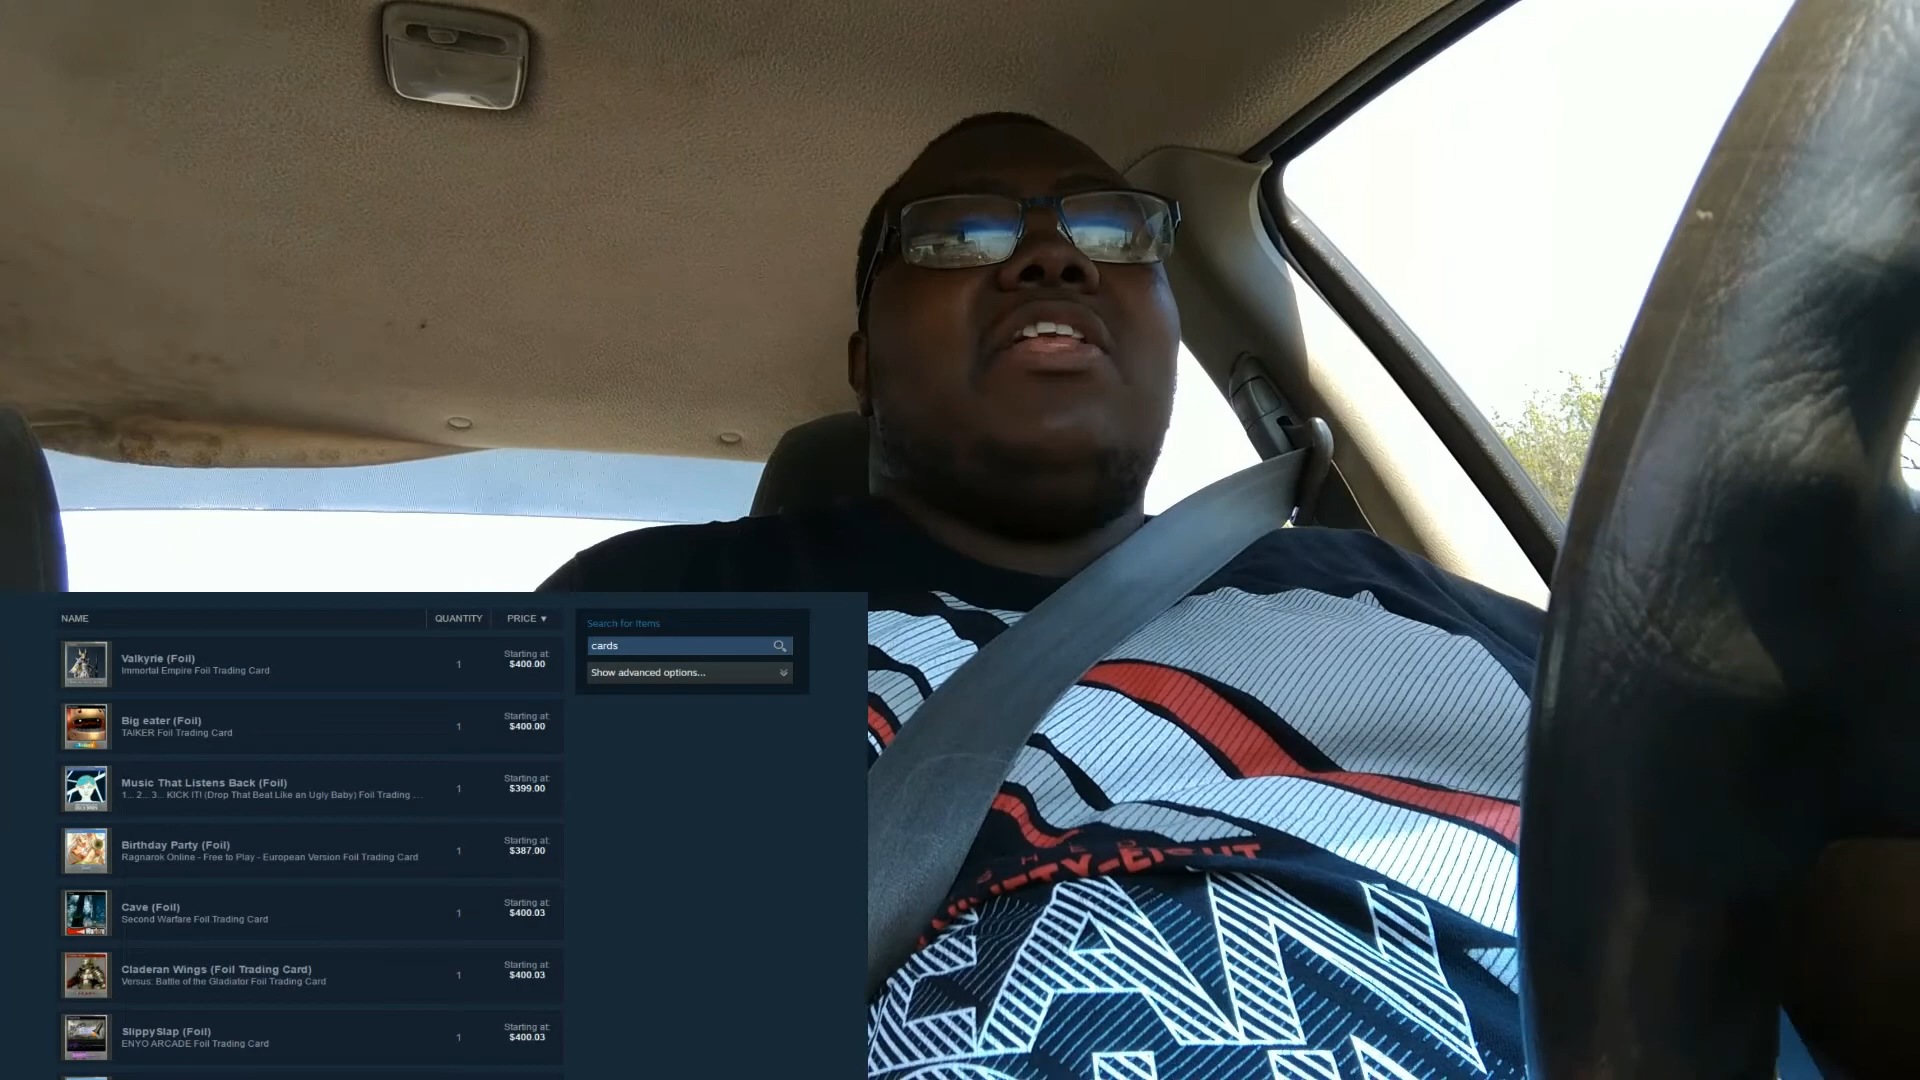 NAME QUANTITY PRICE ▼
Valkyrie (Foil)
Immortal Empire Foil Trading Card
1
Starting at:
$400.00
Big eater (Foil)
TAIKER Foil Trading Card
1
Starting at:
$400.00
Music That Listens Back (Foil)
1... 2... 3... KICK IT! (Drop That Beat Like an Ugly Baby) Foil Trading ...
1
Starting at:
$399.00
Birthday Party (Foil)
Ragnarok Online - Free to Play - European Version Foil Trading Card
1
Starting at:
$387.00
Cave (Foil)
Second Warfare Foil Trading Card
1
Starting at:
$400.03
Claderan Wings (Foil Trading Card)
Versus: Battle of the Gladiator Foil Trading Card
1
Starting at:
$400.03
SlippySlap (Foil)
ENYO ARCADE Foil Trading Card
1
Starting at:
$400.03
Search for Items
cards
Show advanced options...
EIGHT